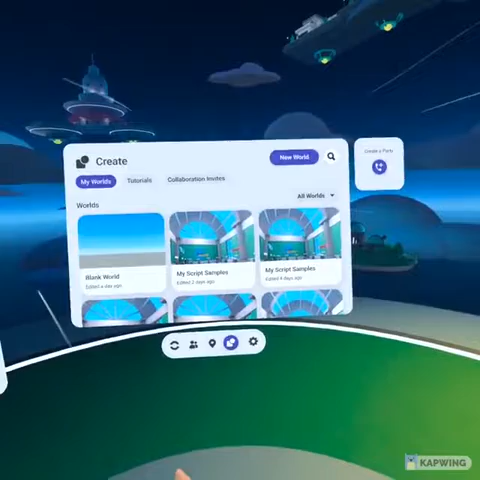 Create
New World
Create a Party
My Worlds
Tutorials
Collaboration Invites
Worlds
All Worlds
Blank World
Edited a day ago
My Script Samples
Edited 2 days ago
My Script Samples
Edited 4 days ago
KAPWING